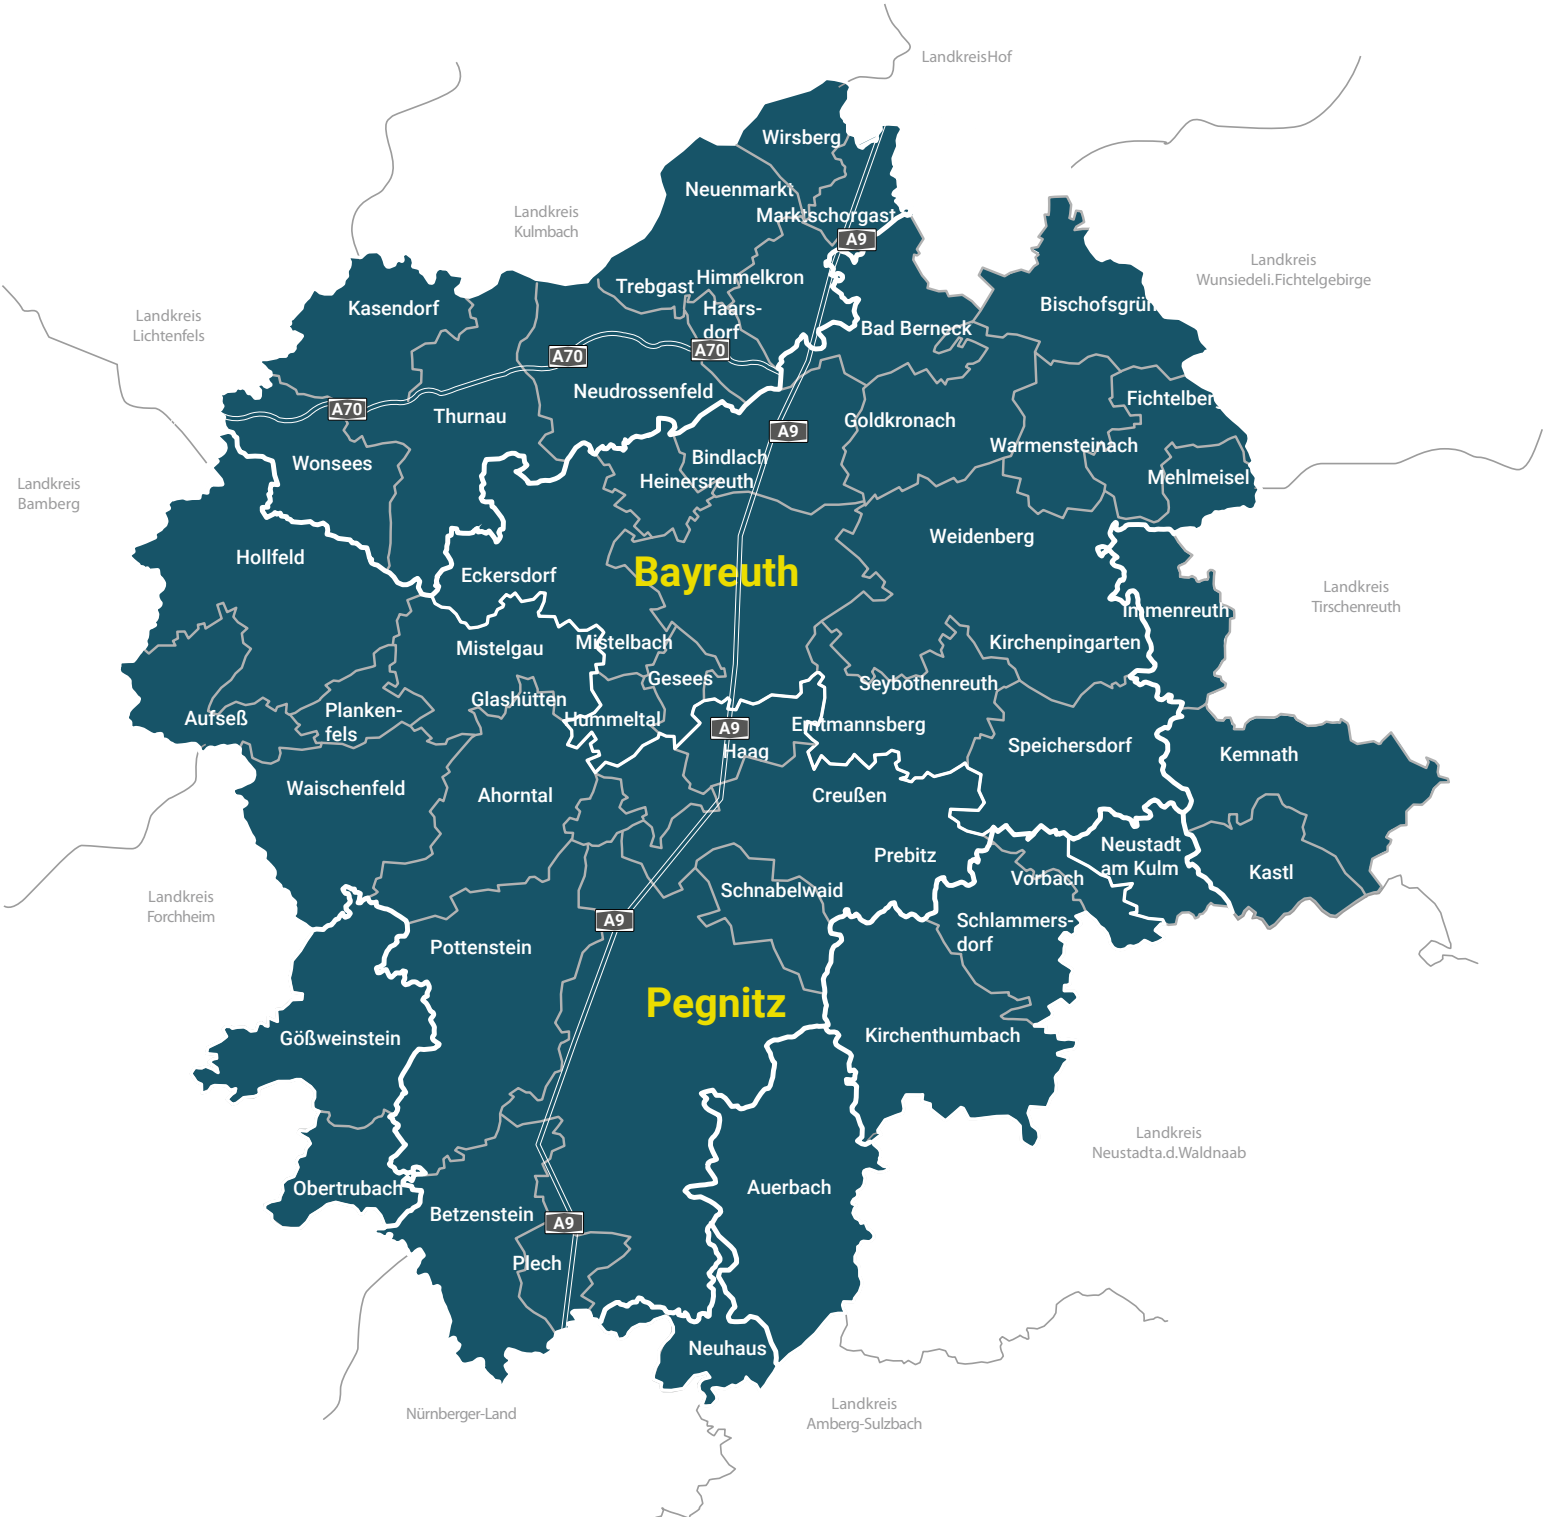 LandkreisHof
Wirsberg
Neuenmarkt
Landkreis
Kulmbach
Marktschorgast
A9
Landkreis
Wunsiedeli.Fichtelgebirge
Trebgast
Himmelkron
Kasendorf
Haars-
dorf
Bischofsgrün
Landkreis
Lichtenfels
Bad Berneck
A70
A70
Neudrossenfeld
A70
Thurnau
Fichtelberg
Goldkronach
A9
Warmensteinach
Bindlach
Wonsees
Heinersreuth
Mehlmeisel
Landkreis
Bamberg
Weidenberg
Hollfeld
Bayreuth
Eckersdorf
Landkreis
Tirschenreuth
Immenreuth
Mistelgau
Mistelbach
Kirchenpingarten
Gesees
Seybothenreuth
Glashütten
Aufseß
Planken-
fels
Hummeltal
A9
Emtmannsberg
Haag
Speichersdorf
Kemnath
Waischenfeld
Ahorntal
Creußen
Prebitz
Neustadt
am Kulm
Kastl
Vorbach
Schnabelwaid
Landkreis
Forchheim
A9
Schlammers-
dorf
Pottenstein
Pegnitz
Gößweinstein
Kirchenthumbach
Landkreis
Neustadta.d.Waldnaab
Obertrubach
Auerbach
Betzenstein
A9
Plech
Neuhaus
Nürnberger-Land
Landkreis
Amberg-Sulzbach